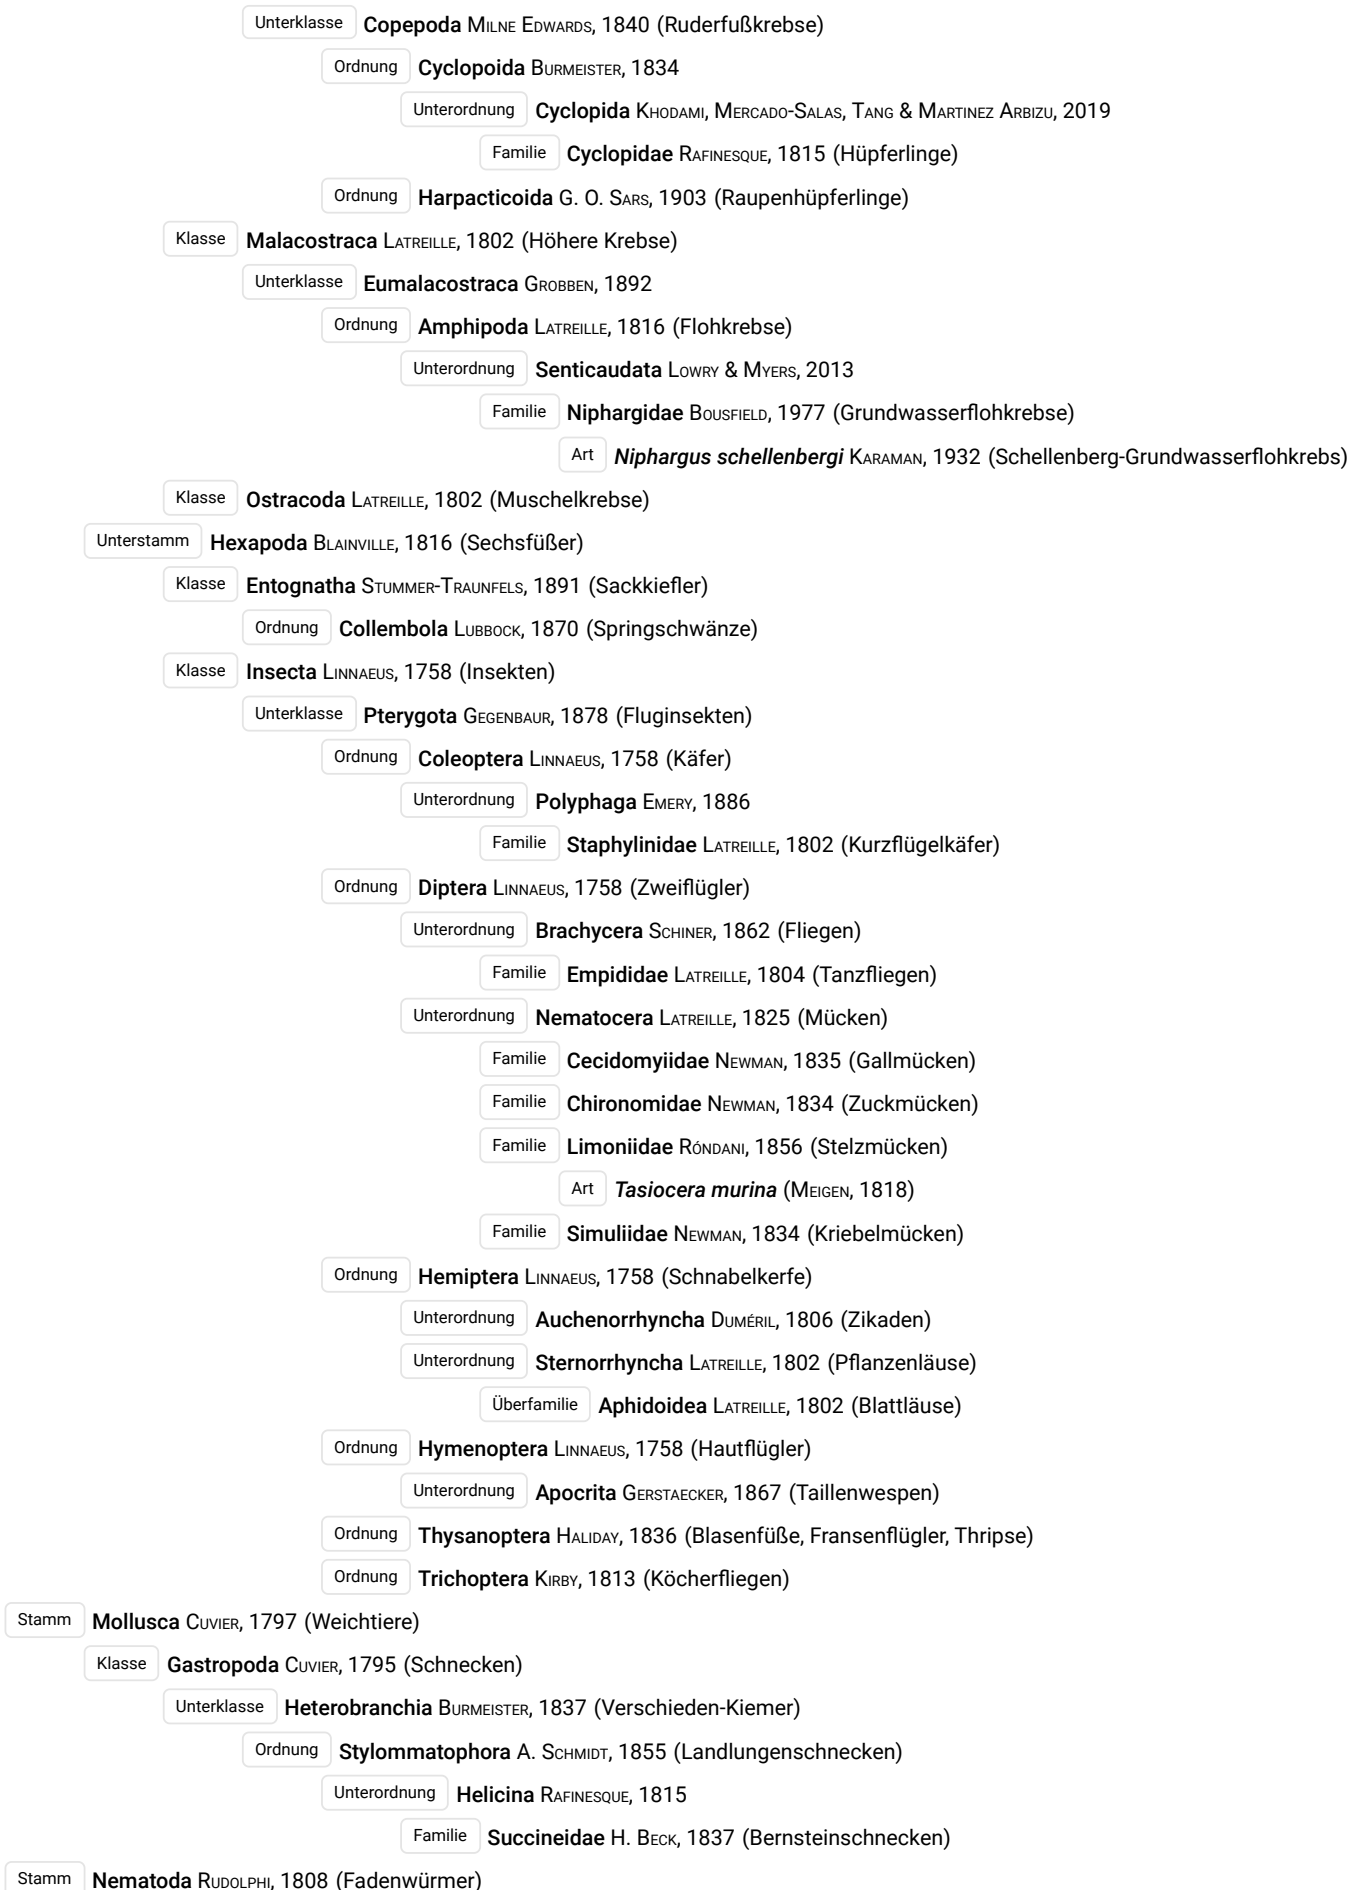 Unterklasse Copepoda Milne Edwards, 1840 (Ruderfußkrebse)
Ordnung Cyclopoida Burmeister, 1834
Unterordnung Cyclopida Khodami, Mercado-Salas, Tang & Martinez Arbizu, 2019
Familie Cyclopidae Rafinesque, 1815 (Hüpferlinge)
Ordnung Harpacticoida G. O. Sars, 1903 (Raupenhüpferlinge)
Klasse Malacostraca Latreille, 1802 (Höhere Krebse)
Unterklasse Eumalacostraca Grobben, 1892
Ordnung Amphipoda Latreille, 1816 (Flohkrebse)
Unterordnung Senticaudata Lowry & Myers, 2013
Familie Niphargidae Bousfield, 1977 (Grundwasserflohkrebse)
Art Niphargus schellenbergi Karaman, 1932 (Schellenberg-Grundwasserflohkrebs)
Klasse Ostracoda Latreille, 1802 (Muschelkrebse)
Unterstamm Hexapoda Blainville, 1816 (Sechsfüßer)
Klasse Entognatha Stummer-Traunfels, 1891 (Sackkiefler)
Ordnung Collembola Lubbock, 1870 (Springschwänze)
Klasse Insecta Linnaeus, 1758 (Insekten)
Unterklasse Pterygota Gegenbaur, 1878 (Fluginsekten)
Ordnung Coleoptera Linnaeus, 1758 (Käfer)
Unterordnung Polyphaga Emery, 1886
Familie Staphylinidae Latreille, 1802 (Kurzflügelkäfer)
Ordnung Diptera Linnaeus, 1758 (Zweiflügler)
Unterordnung Brachycera Schiner, 1862 (Fliegen)
Familie Empididae Latreille, 1804 (Tanzfliegen)
Unterordnung Nematocera Latreille, 1825 (Mücken)
Familie Cecidomyiidae Newman, 1835 (Gallmücken)
Familie Chironomidae Newman, 1834 (Zuckmücken)
Familie Limoniidae Róndani, 1856 (Stelzmücken)
Art Tasiocera murina (Meigen, 1818)
Familie Simuliidae Newman, 1834 (Kriebelmücken)
Ordnung Hemiptera Linnaeus, 1758 (Schnabelkerfe)
Unterordnung Auchenorrhyncha Duméril, 1806 (Zikaden)
Unterordnung Sternorrhyncha Latreille, 1802 (Pflanzenläuse)
Überfamilie Aphidoidea Latreille, 1802 (Blattläuse)
Ordnung Hymenoptera Linnaeus, 1758 (Hautflügler)
Unterordnung Apocrita Gerstaecker, 1867 (Taillenwespen)
Ordnung Thysanoptera Haliday, 1836 (Blasenfüße, Fransenflügler, Thripse)
Ordnung Trichoptera Kirby, 1813 (Köcherfliegen)
Stamm Mollusca Cuvier, 1797 (Weichtiere)
Klasse Gastropoda Cuvier, 1795 (Schnecken)
Unterklasse Heterobranchia Burmeister, 1837 (Verschieden-Kiemer)
Ordnung Stylommatophora A. Schmidt, 1855 (Landlungenschnecken)
Unterordnung Helicina Rafinesque, 1815
Familie Succineidae H. Beck, 1837 (Bernsteinschnecken)
Stamm Nematoda Rudolphi, 1808 (Fadenwürmer)